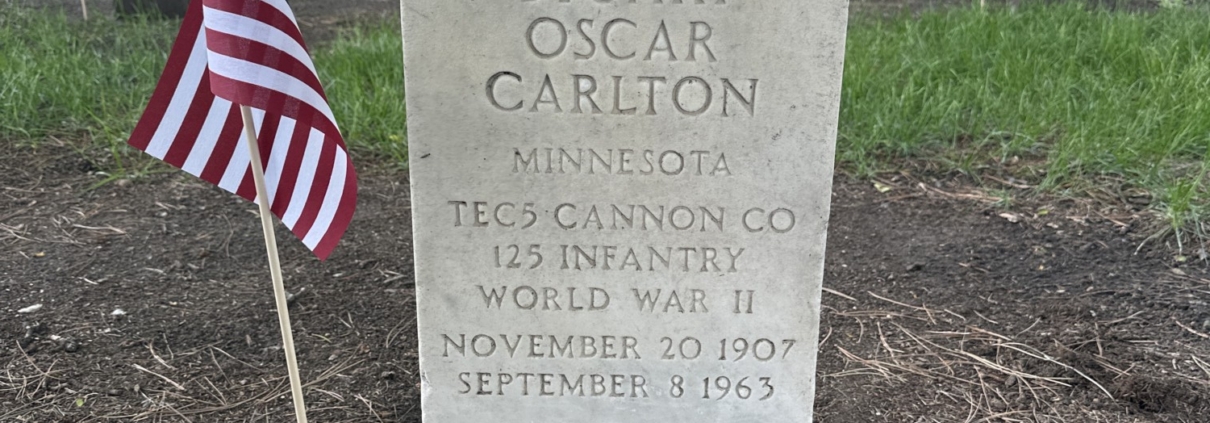 OSCAR
CARLTON
MINNESOTA
TEC5 CANNON CO
125 INFANTRY
WORLD WAR II
NOVEMBER 20 1907
SEPTEMBER 8 1963